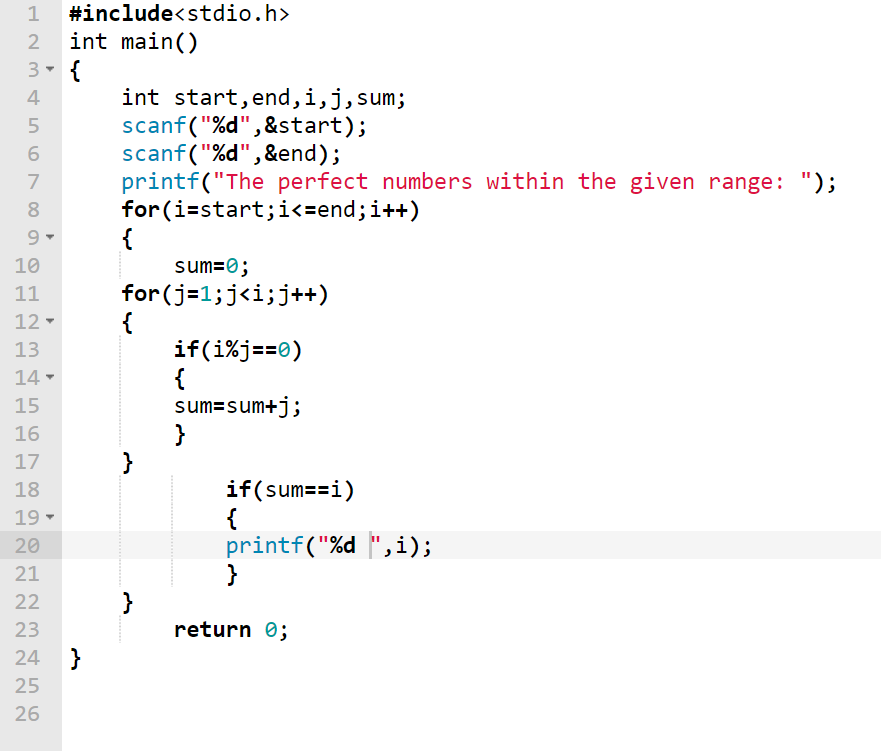 1 #include<stdio.h>
2 int main()
3 {
4 int start,end,i,j,sum;
5 scanf("%d",&start);
6 scanf("%d",&end);
7 printf("The perfect numbers within the given range: ");
8 for(i=start;i<=end;i++)
9 {
10 sum=0;
11 for(j=1;j<i;j++)
12 {
13 if(i%j==0)
14 {
15 sum=sum+j;
16 }
17 }
18 if(sum==i)
19 {
20 printf("%d ",i);
21 }
22 }
23 return 0;
24 }
25
26